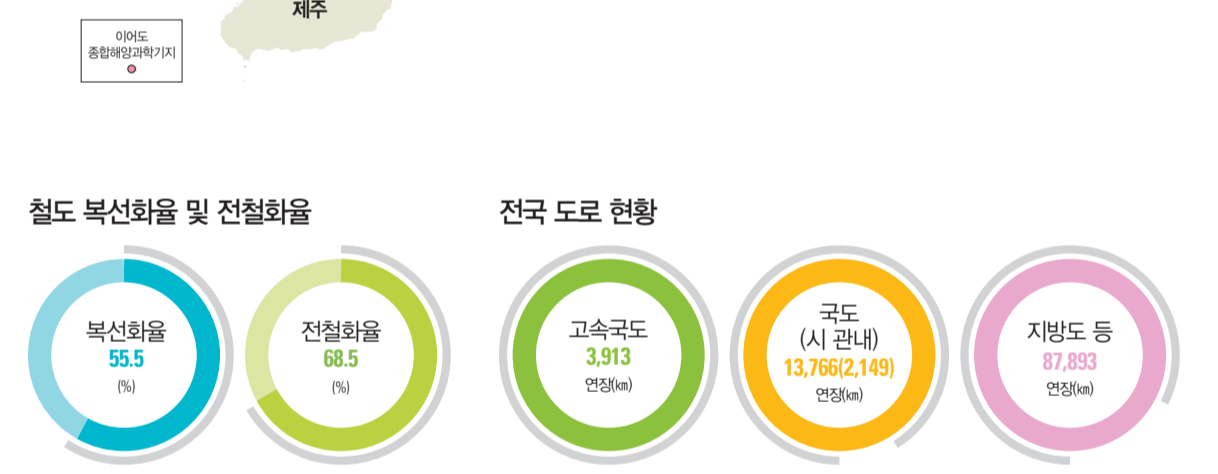 제주
이어도
종합해양과학기지
철도 복선화율 및 전철화율
전국 도로 현황
복선화율
55.5
(%)
전철화율
68.5
(%)
고속국도
3,913
연장(㎞)
국도
(시 관내)
13,766(2,149)
연장(㎞)
지방도 등
87,893
연장(㎞)